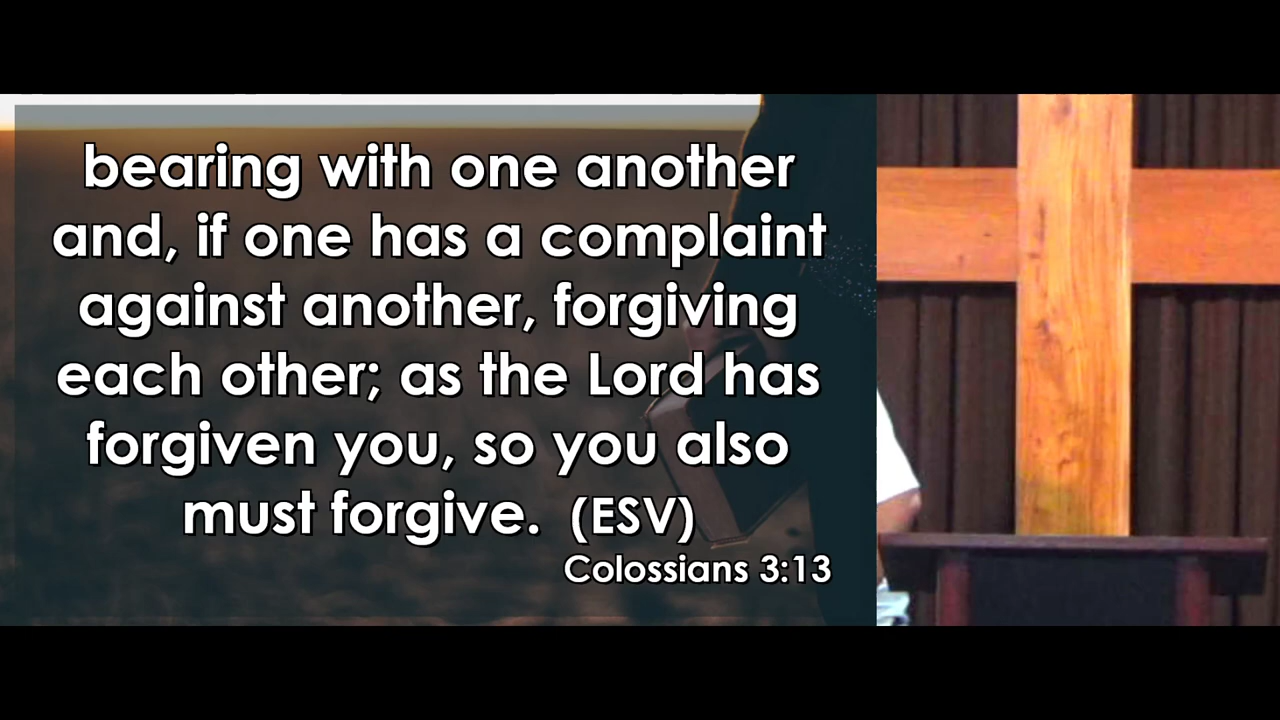 bearing with one another
and, if one has a complaint
against another, forgiving
each other; as the Lord has
forgiven you, so you also
must forgive.  (ESV)
Colossians 3:13